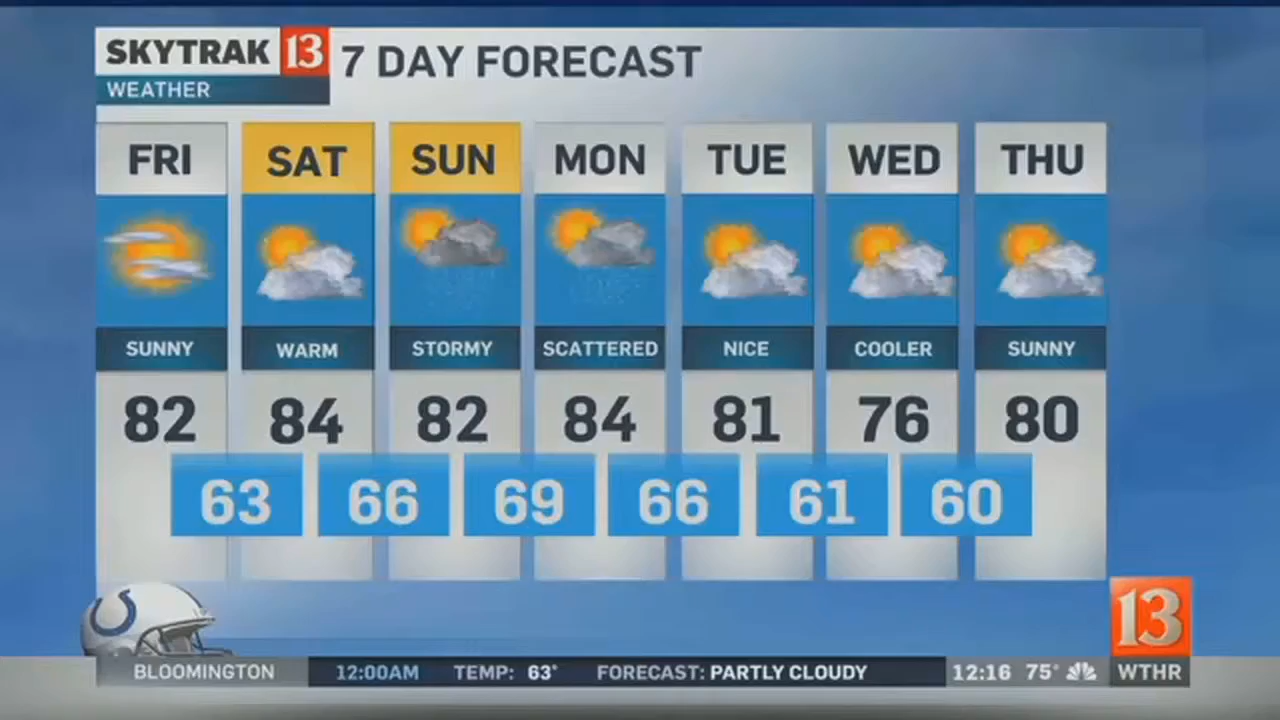 SKYTRAK 13
WEATHER
7 DAY FORECAST
FRI SAT SUN MON TUE WED THU
SUNNY WARM STORMY SCATTERED NICE COOLER SUNNY
82 84 82 84 81 76 80
63 66 69 66 61 60
13
BLOOMINGTON 12:00AM TEMP: 63° FORECAST: PARTLY CLOUDY 12:16 75° WTHR